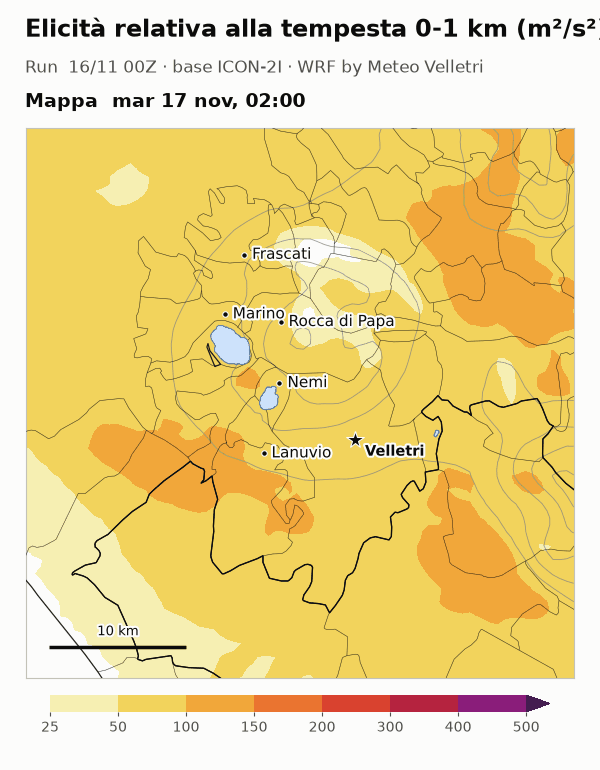 Elicità relativa alla tempesta 0-1 km (m²/s²)
Run 16/11 00Z · base ICON-2I · WRF by Meteo Velletri
Mappa mar 17 nov, 02:00
Frascati
Marino
Rocca di Papa
Nemi
Velletri
Lanuvio
10 km
25 50 100 150 200 300 400 500